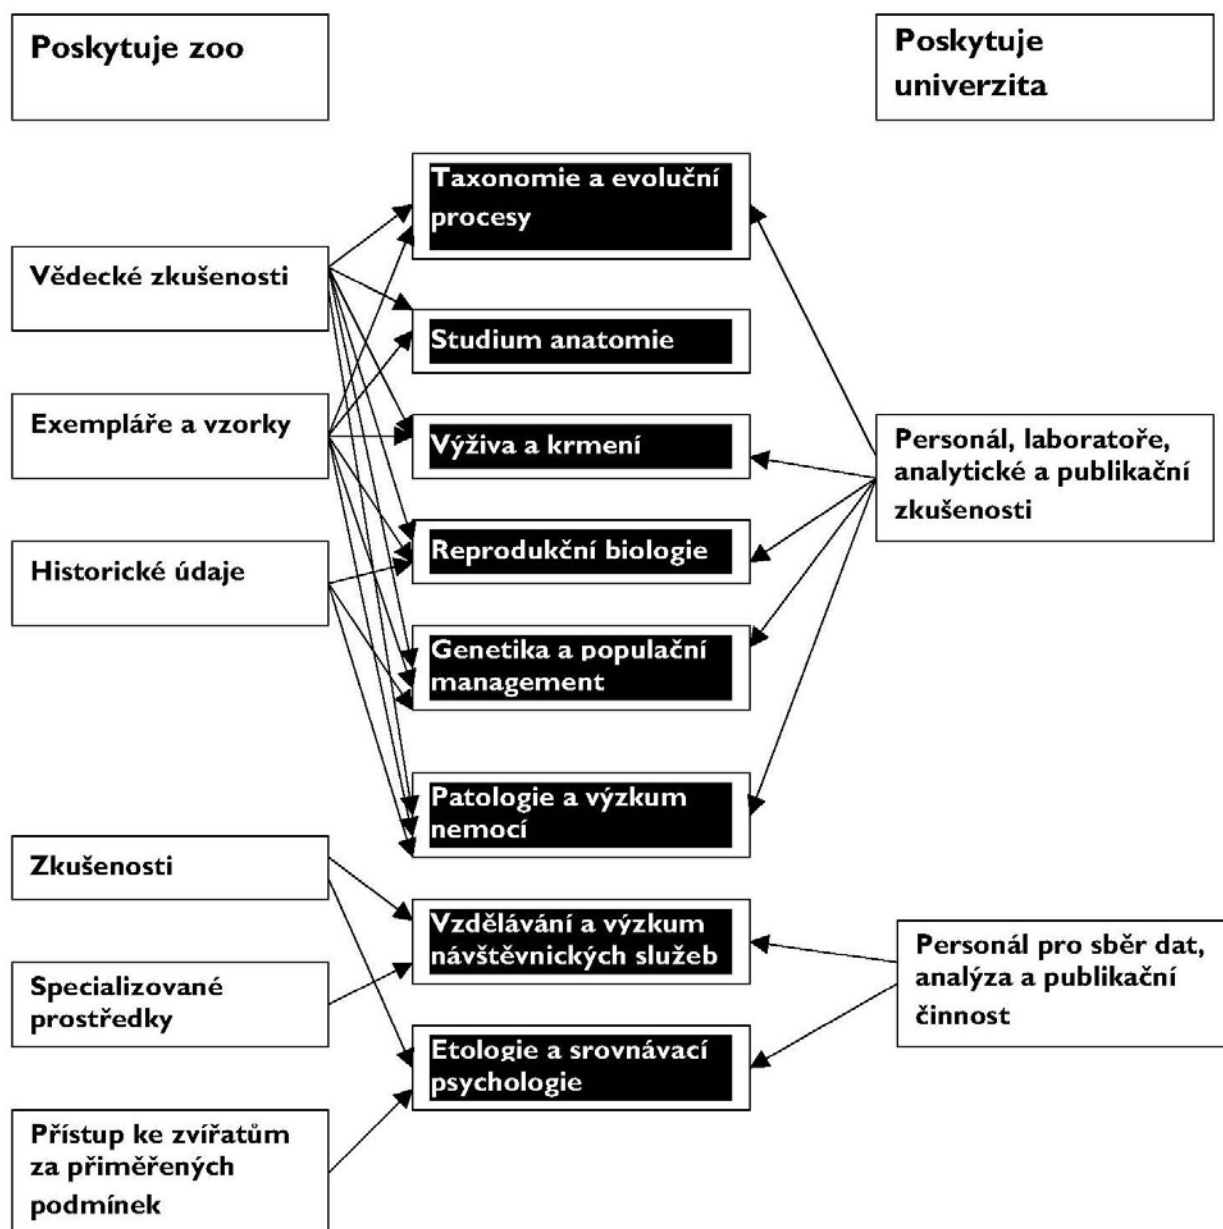 Poskytuje zoo
Poskytuje
univerzita
Taxonomie a evoluční
procesy
Vědecké zkušenosti
Studium anatomie
Exempláře a vzorky
Výživa a krmení
Personál, laboratoře,
analytické a publikační
zkušenosti
Historické údaje
Reprodukční biologie
Genetika a populační
management
Patologie a výzkum
nemocí
Zkušenosti
Vzdělávání a výzkum
návštěvnických služeb
Personál pro sběr dat,
analýza a publikační
činnost
Specializované
prostředky
Etologie a srovnávací
psychologie
Přístup ke zvířatům
za přiměřených
podmínek